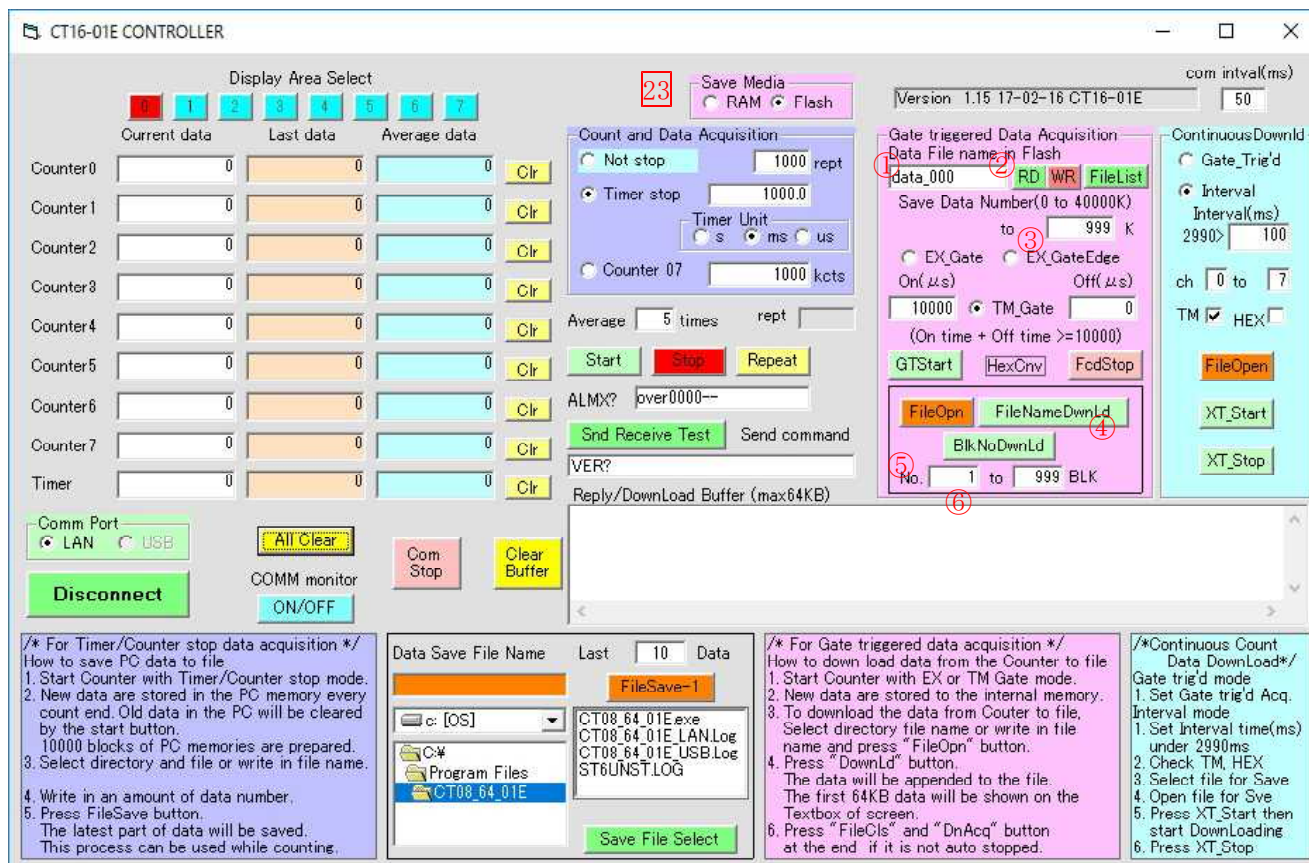 CT16-01E CONTROLLER
Display Area Select
0 1 2 3 4 5 6 7
Current data Last data Average data
Counter0 0 0 0 Clr
Counter1 0 0 0 Clr
Counter2 0 0 0 Clr
Counter3 0 0 0 Clr
Counter4 0 0 0 Clr
Counter5 0 0 0 Clr
Counter6 0 0 0 Clr
Counter7 0 0 0 Clr
Timer 0 0 0 Clr
Comm Port
LAN USB
Disconnect
All Clear
COMM monitor
ON/OFF
Com
Stop
Clear
Buffer
23
Save Media
RAM Flash
Count and Data Acquisition
Not stop 1000 rept
Timer stop 1000.0
Timer Unit
s ms us
Counter 07 1000 kcts
Average 5 times rept
Start Stop Repeat
ALMX? over0000--
Snd Receive Test Send command
VER?
Reply/DownLoad Buffer (max64KB)
Version 1.15 17-02-16 CT16-01E
com intval(ms)
50
Gate triggered Data Acquisition
Data File name in Flash
① ②
data_000 RD WR FileList
Save Data Number(0 to 40000K)
to ③ 999 K
EX_Gate EX_GateEdge
On(μs) Off(μs)
10000 TM_Gate 0
(On time + Off time >=10000)
GTStart HexCnv FcdStop
FileOpn FileNameDwnLd
④
BlkNoDwnLd
⑤
No. 1 to 999 BLK
⑥
ContinuousDownld
Gate_Trig'd
Interval
Interval(ms)
2990> 100
ch 0 to 7
TM HEX
FileOpen
XT_Start
XT_Stop
/* For Timer/Counter stop data acquisition */
How to save PC data to file
1. Start Counter with Timer/Counter stop mode.
2. New data are stored in the PC memory every
count end. Old data in the PC will be cleared
by the start button.
10000 blocks of PC memories are prepared.
3. Select directory and file or write in file name.
4. Write in an amount of data number.
5. Press FileSave button.
The latest part of data will be saved.
This process can be used while counting.
Data Save File Name Last 10 Data
FileSave-1
c: [OS]
C:¥
Program Files
CT08_64_01E
CT08_64_01E.exe
CT08_64_01E_LAN.Log
CT08_64_01E_USB.Log
ST6UNST.LOG
Save File Select
/* For Gate triggered data acquisition */
How to down load data from the Counter to file
1. Start Counter with EX or TM Gate mode.
2. New data are stored to the internal memory.
3. To download the data from Couter to file,
Select directory file name or write in file
name and press "FileOpn" button.
4. Press "DownLd" button.
The data will be appended to the file.
The first 64KB data will be shown on the
Textbox of screen.
6. Press "FileCls" and "DnAcq" button
at the end if it is not auto stopped.
/*Continuous Count
Data DownLoad*/
Gate trig'd mode
1. Set Gate trig'd Acq.
Interval mode
1. Set Interval time(ms)
under 2990ms
2. Check TM, HEX
3. Select file for Save
4. Open file for Sve
5. Press XT_Start then
start DownLoading
6. Press XT_Stop